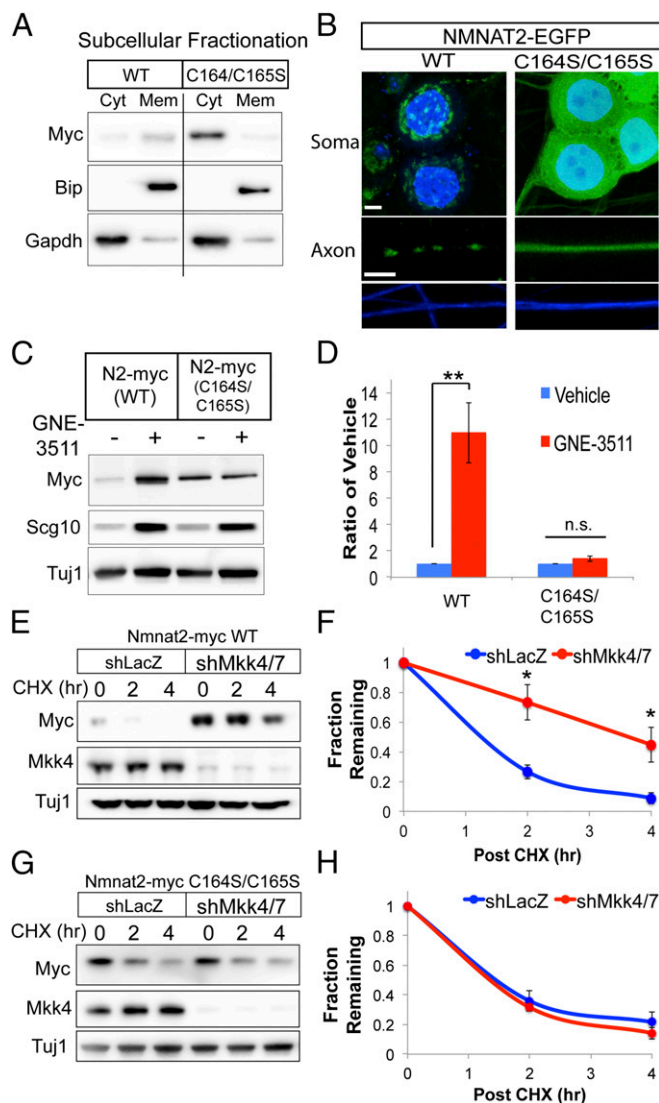 A
Subcellular Fractionation
WT C164/C165S
Cyt Mem Cyt Mem
Myc
Bip
Gapdh
B
NMNAT2-EGFP
WT C164S/C165S
Soma
Axon
C
N2-myc (WT) N2-myc (C164S/C165S)
GNE-3511 - + - +
Myc
Scg10
Tuj1
D
Ratio of Vehicle
14
12
10
8
6
4
2
0
**
n.s.
Vehicle
GNE-3511
WT C164S/C165S
E
Nmnat2-myc WT
shLacZ shMkk4/7
CHX (hr) 0 2 4 0 2 4
Myc
Mkk4
Tuj1
F
shLacZ shMkk4/7
Fraction Remaining
1
0.8
0.6
0.4
0.2
0
* *
0 1 2 3 4
Post CHX (hr)
G
Nmnat2-myc C164S/C165S
shLacZ shMkk4/7
CHX (hr) 0 2 4 0 2 4
Myc
Mkk4
Tuj1
H
shLacZ shMkk4/7
Fraction Remaining
1
0.8
0.6
0.4
0.2
0
0 1 2 3 4
Post CHX (hr)